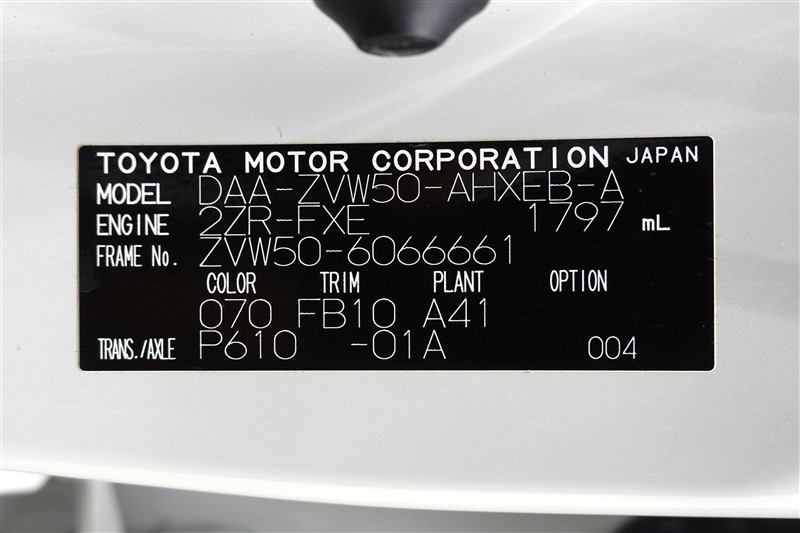 TOYOTA MOTOR CORPORATION JAPAN
MODEL DAA-ZVW50-AHXEB-A
ENGINE 2ZR-FXE 1797 mL
FRAME No. ZVW50-6066661
COLOR TRIM PLANT OPTION
070 FB10 A41
TRANS./AXLE P610 -01A 004